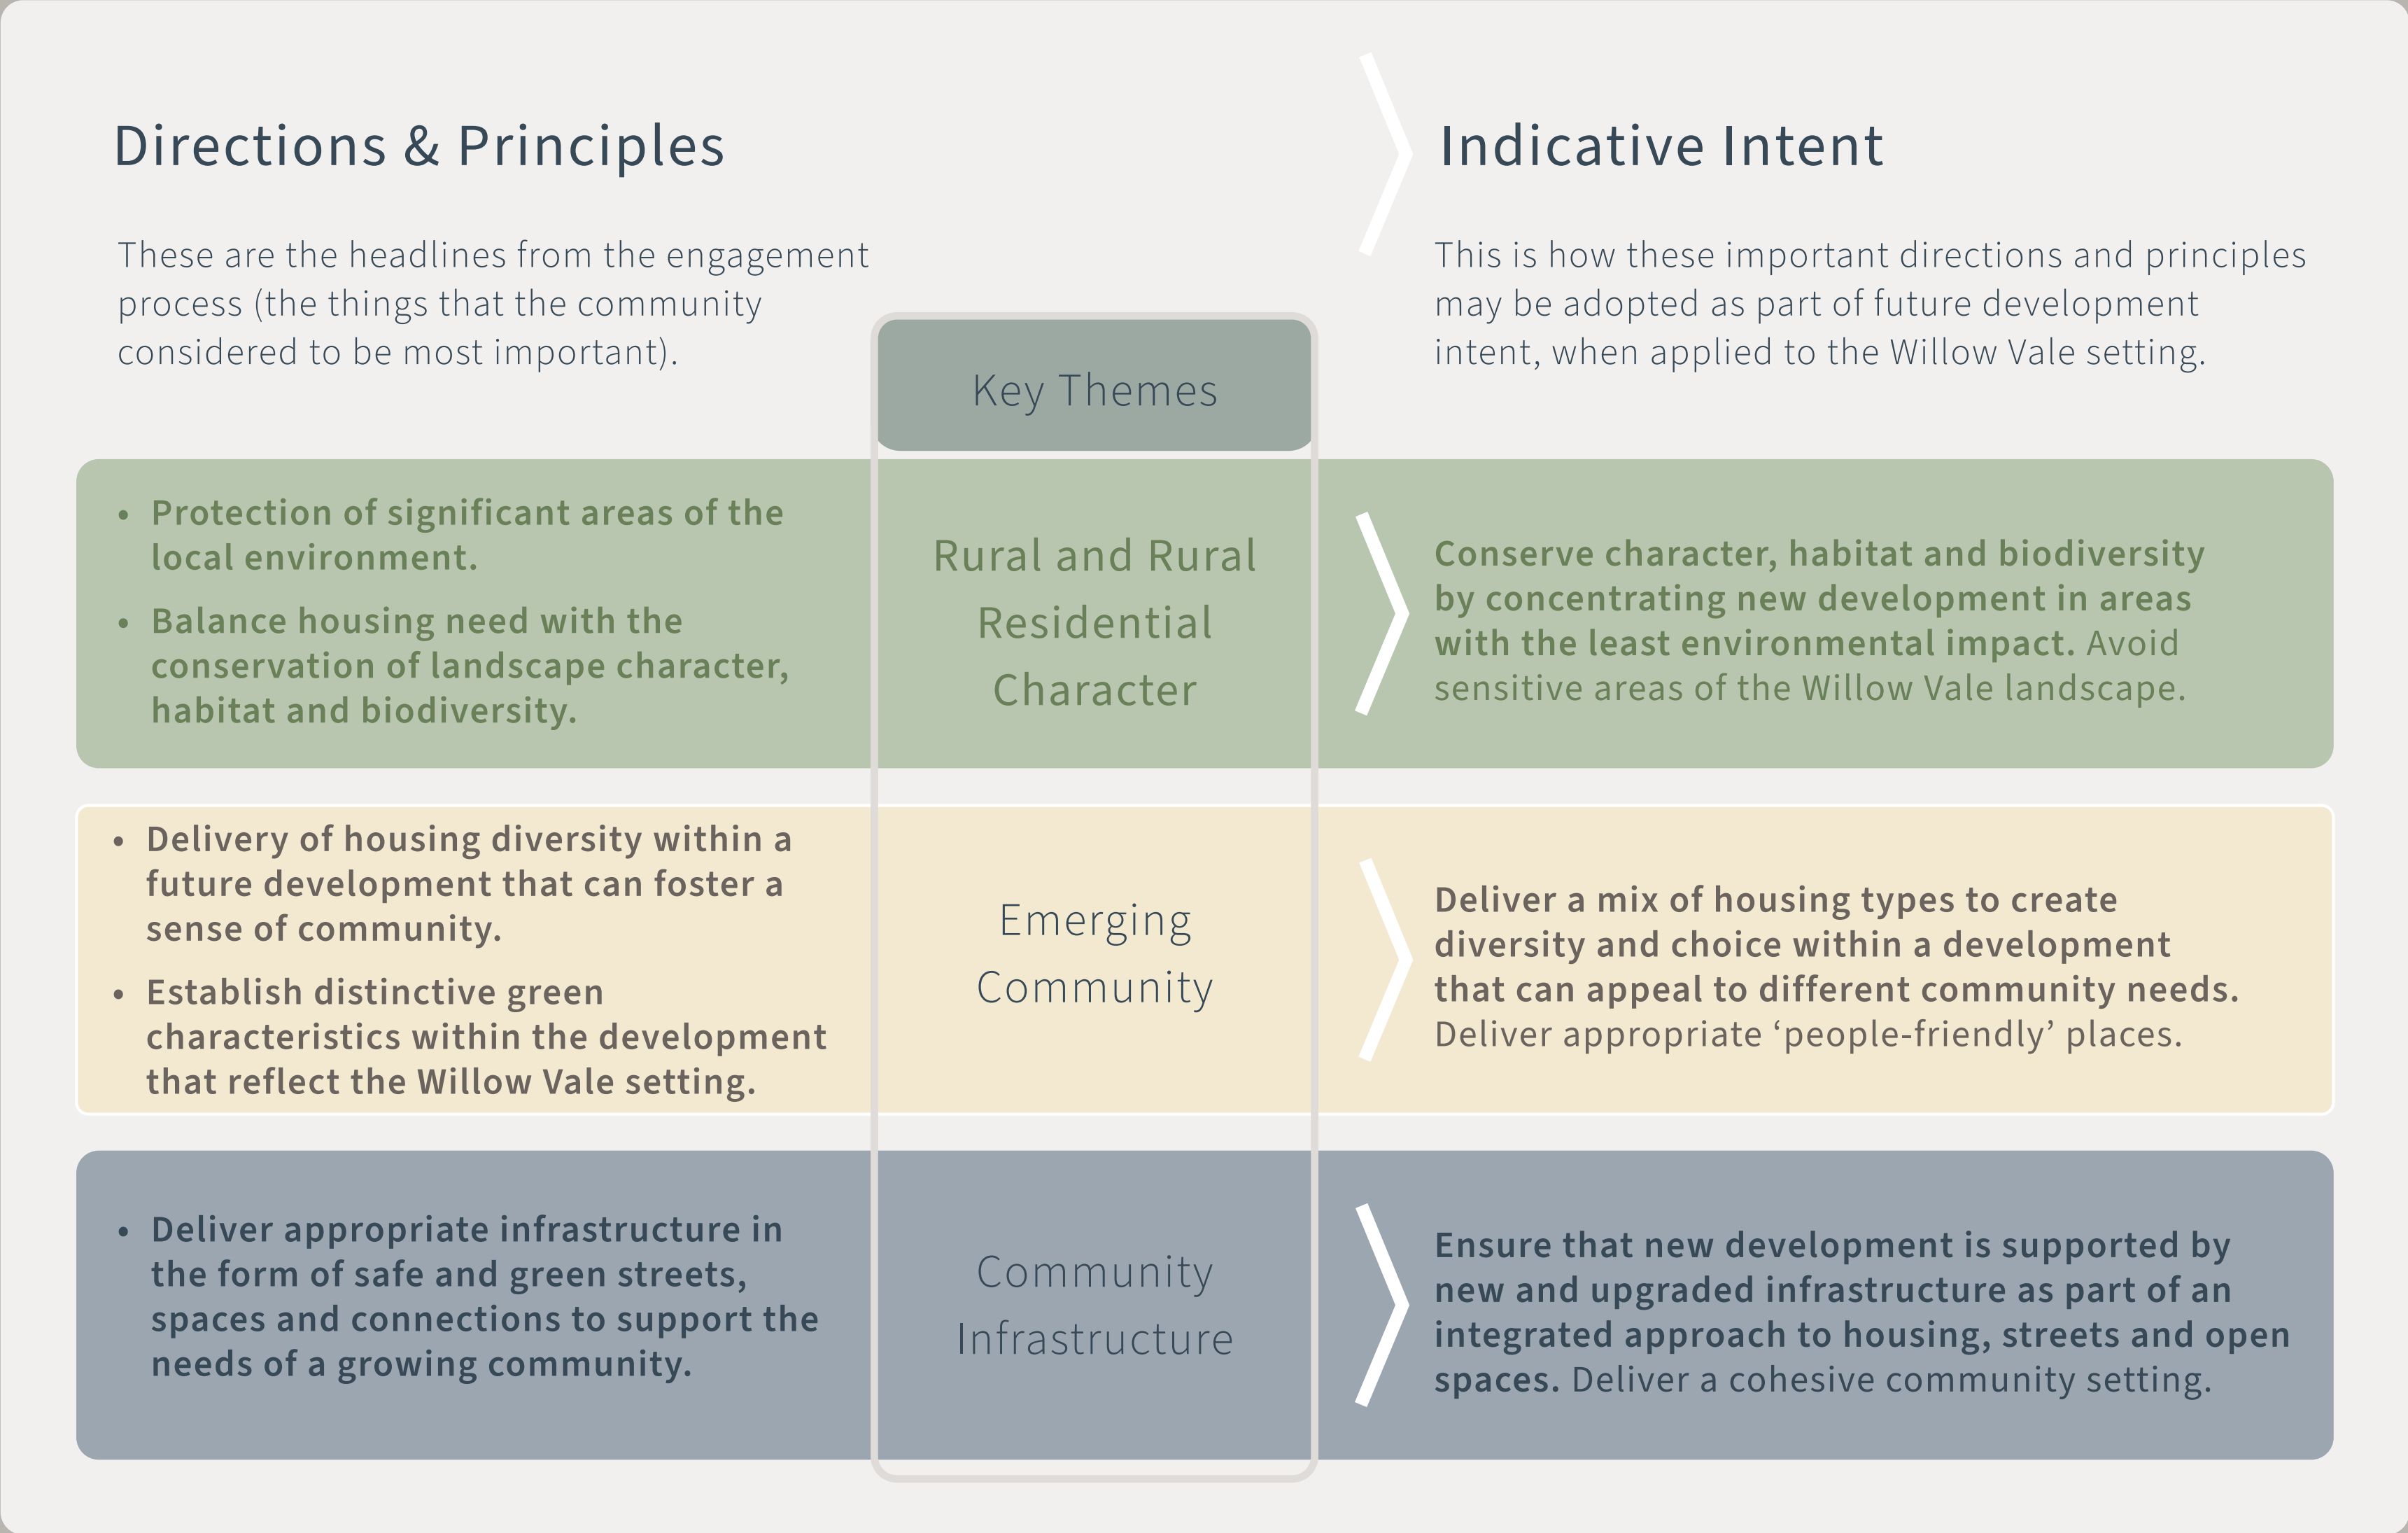 Directions & Principles
Indicative Intent
These are the headlines from the engagement
process (the things that the community
considered to be most important).
This is how these important directions and principles
may be adopted as part of future development
intent, when applied to the Willow Vale setting.
Key Themes
• Protection of significant areas of the
local environment.
• Balance housing need with the
conservation of landscape character,
habitat and biodiversity.
Rural and Rural
Residential
Character
Conserve character, habitat and biodiversity
by concentrating new development in areas
with the least environmental impact. Avoid
sensitive areas of the Willow Vale landscape.
• Delivery of housing diversity within a
future development that can foster a
sense of community.
• Establish distinctive green
characteristics within the development
that reflect the Willow Vale setting.
Emerging
Community
Deliver a mix of housing types to create
diversity and choice within a development
that can appeal to different community needs.
Deliver appropriate ‘people-friendly’ places.
• Deliver appropriate infrastructure in
the form of safe and green streets,
spaces and connections to support the
needs of a growing community.
Community
Infrastructure
Ensure that new development is supported by
new and upgraded infrastructure as part of an
integrated approach to housing, streets and open
spaces. Deliver a cohesive community setting.